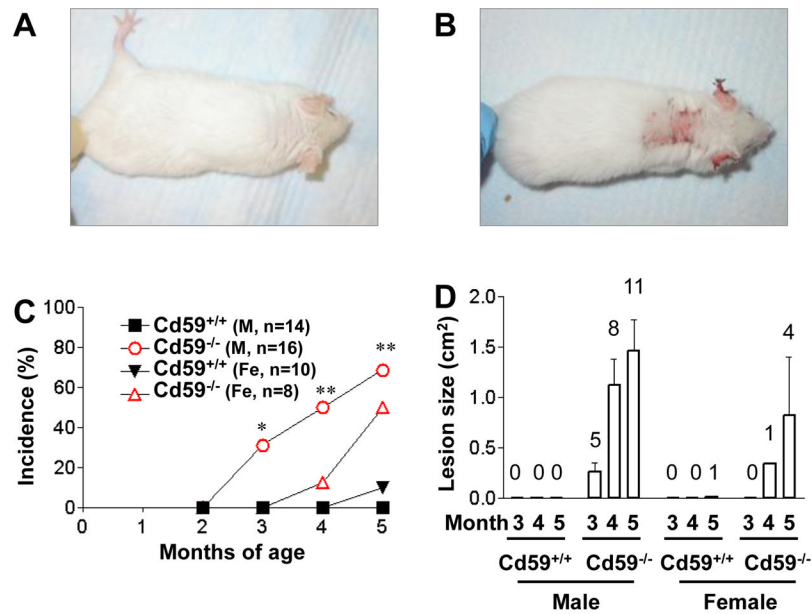 A
B
C
Incidence (%)
100
80
60
40
20
0
Cd59+/+ (M, n=14)
Cd59-/- (M, n=16)
Cd59+/+ (Fe, n=10)
Cd59-/- (Fe, n=8)
*
**
**
0 1 2 3 4 5
Months of age
D
Lesion size (cm²)
2.0
1.5
1.0
0.5
0.0
0 0 0 5 8 11 0 0 1 0 1 4
Month 3 4 5 3 4 5 3 4 5 3 4 5
Cd59+/+ Cd59-/- Cd59+/+ Cd59-/-
Male Female